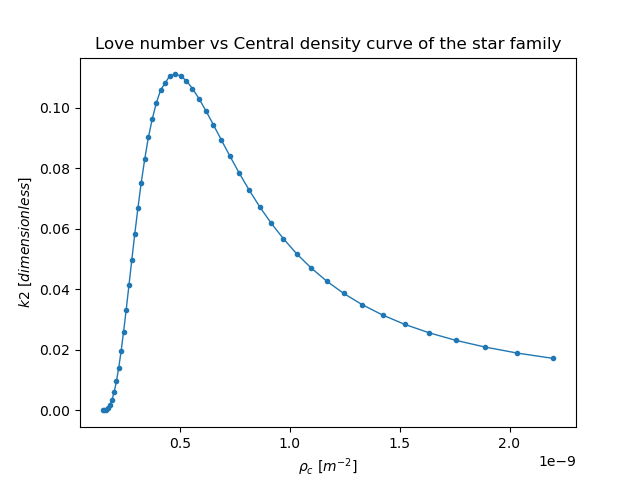 Love number vs Central density curve of the star family
0.10
0.08
0.06
0.04
0.02
0.00
k2 [dimensionless]
0.5
1.0
1.5
2.0
1e−9
ρc [m−2]